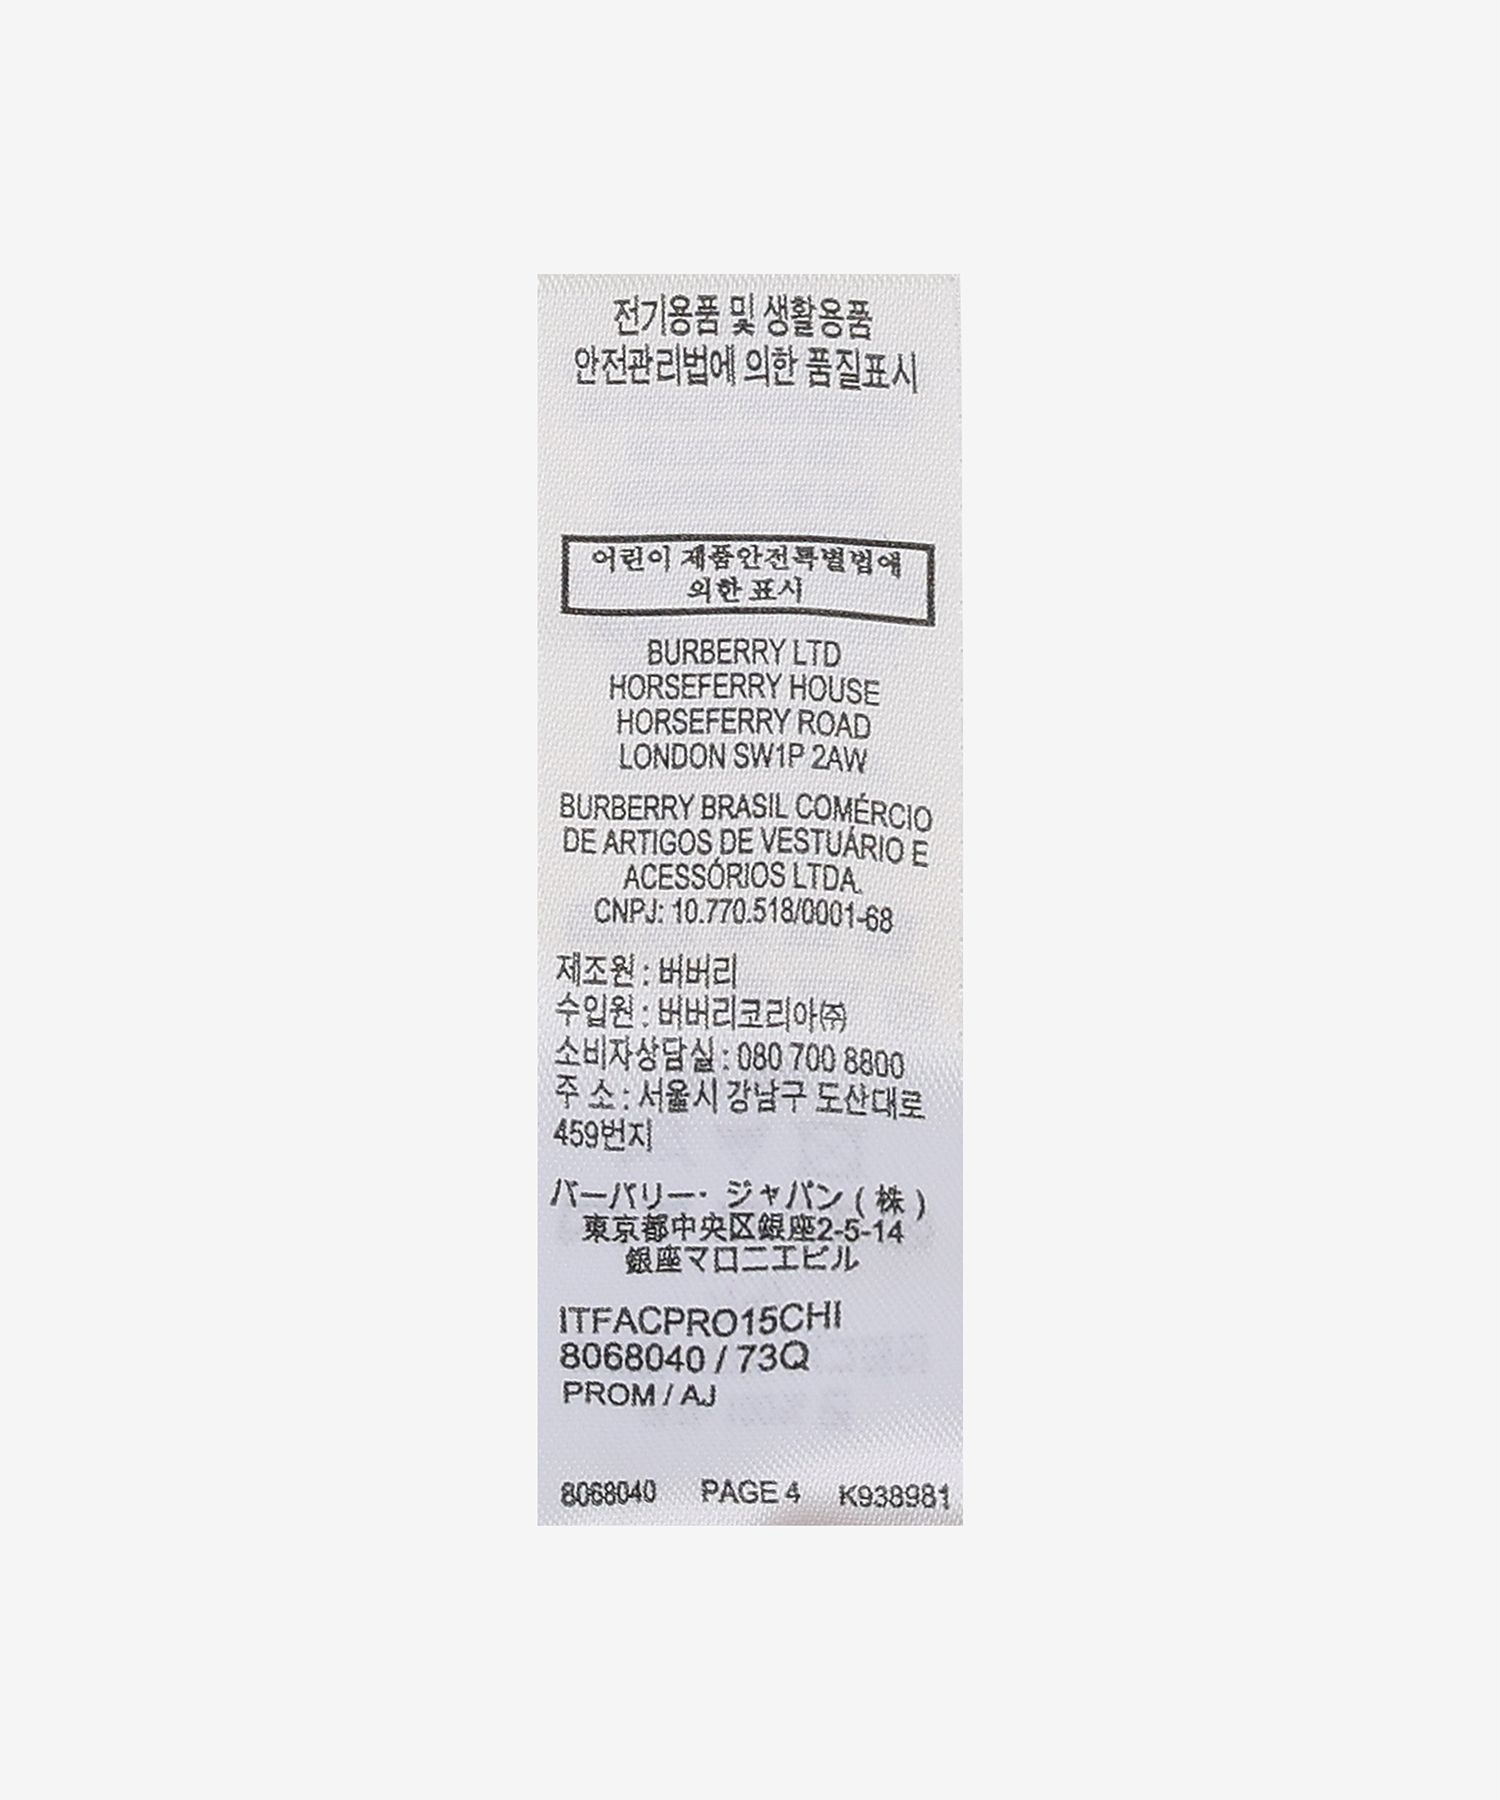 전기용품 및 생활용품
안전관리법에 의한 품질표시
어린이 제품안전특별법에
의한 표시
BURBERRY LTD
HORSEFERRY HOUSE
HORSEFERRY ROAD
LONDON SW1P 2AW
BURBERRY BRASIL COMÉRCIO
DE ARTIGOS DE VESTUÁRIO E
ACESSÓRIOS LTDA.
CNPJ: 10.770.518/0001-68
제조원 : 버버리
수입원 : 버버리코리아㈜
소비자상담실 : 080 700 8800
주 소 : 서울시 강남구 도산대로
459번지
バーバリー・ジャパン ( 株 )
東京都中央区銀座2-5-14
銀座マロニエビル
ITFACPRO15CHI
8068040 / 73Q
PROM / AJ
8068040 PAGE 4 K938981